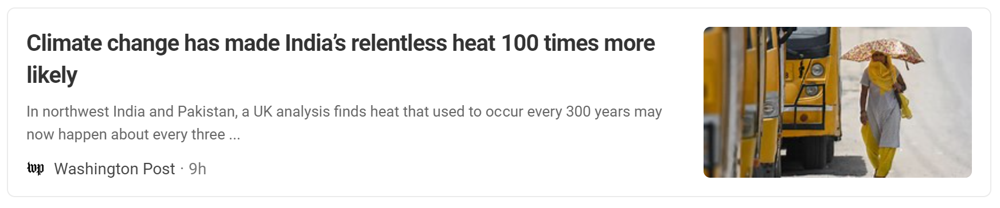 Climate change has made India’s relentless heat 100 times more
likely
In northwest India and Pakistan, a UK analysis finds heat that used to occur every 300 years may
now happen about every three ...
wp Washington Post · 9h